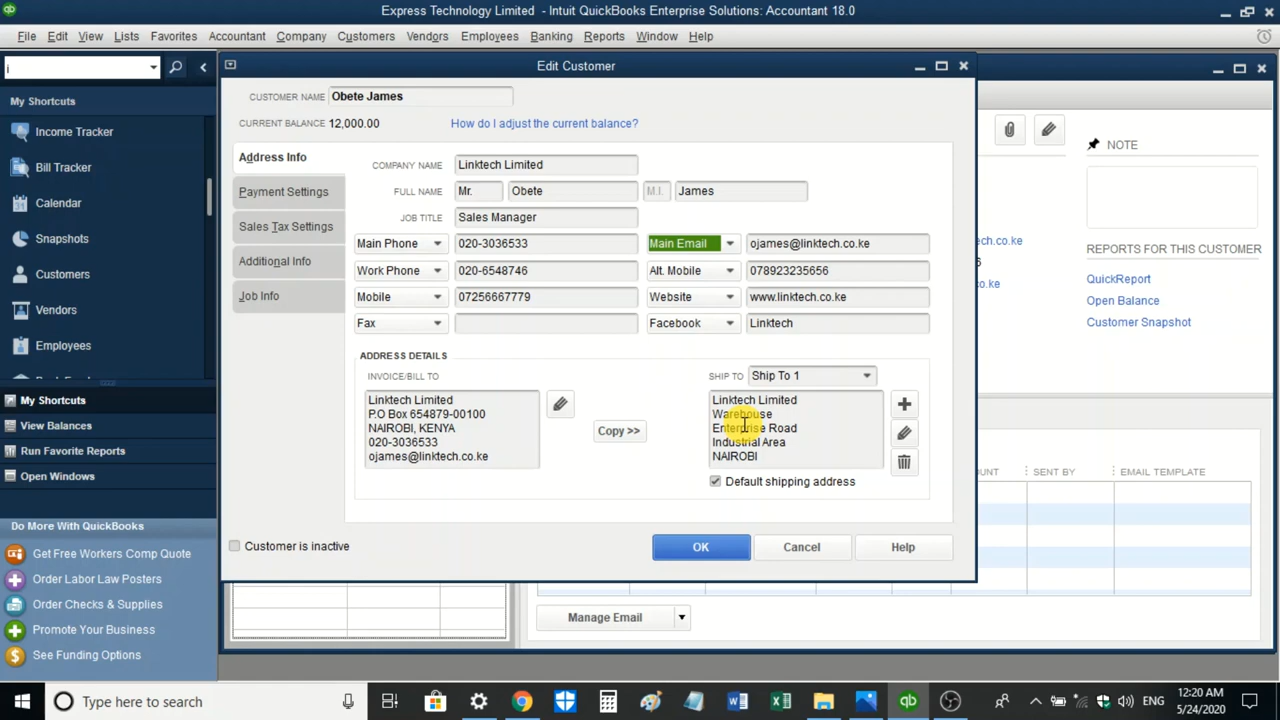 Express Technology Limited - Intuit QuickBooks Enterprise Solutions: Accountant 18.0
File Edit View Lists Favorites Accountant Company Customers Vendors Employees Banking Reports Window Help
i
My Shortcuts
Income Tracker
Bill Tracker
Calendar
Snapshots
Customers
Vendors
Employees
My Shortcuts
View Balances
Run Favorite Reports
Open Windows
Do More With QuickBooks
Get Free Workers Comp Quote
Order Labor Law Posters
Order Checks & Supplies
Promote Your Business
See Funding Options
Edit Customer
CUSTOMER NAME Obete James
CURRENT BALANCE 12,000.00 How do I adjust the current balance?
Address Info
Payment Settings
Sales Tax Settings
Additional Info
Job Info
COMPANY NAME Linktech Limited
FULL NAME Mr. Obete M.I. James
JOB TITLE Sales Manager
Main Phone 020-3036533 Main Email ojames@linktech.co.ke
Work Phone 020-6548746 Alt. Mobile 078923235656
Mobile 07256667779 Website www.linktech.co.ke
Fax Facebook Linktech
ADDRESS DETAILS
INVOICE/BILL TO
Linktech Limited
P.O Box 654879-00100
NAIROBI, KENYA
020-3036533
ojames@linktech.co.ke
Copy >>
SHIP TO Ship To 1
Linktech Limited
Warehouse
Enterprise Road
Industrial Area
NAIROBI
Default shipping address
Customer is inactive
OK Cancel Help
NOTE
REPORTS FOR THIS CUSTOMER
QuickReport
Open Balance
Customer Snapshot
ch.co.ke
6
o.ke
UNT SENT BY EMAIL TEMPLATE
Manage Email
Type here to search
ENG
12:20 AM
5/24/2020